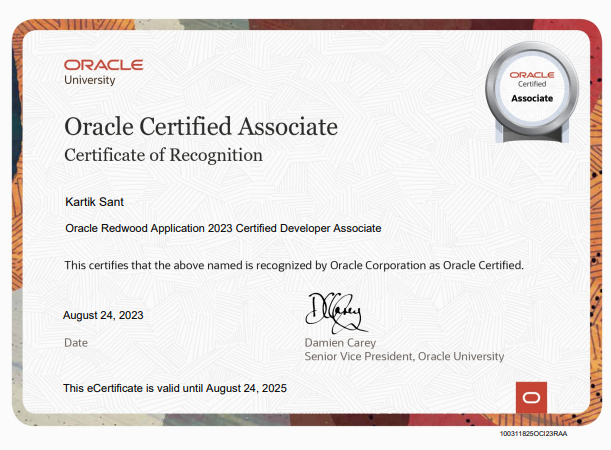 ORACLE
University
ORACLE
Certified
Associate
Oracle Certified Associate
Certificate of Recognition
Kartik Sant
Oracle Redwood Application 2023 Certified Developer Associate
This certifies that the above named is recognized by Oracle Corporation as Oracle Certified.
August 24, 2023
Date
DCarey
Damien Carey
Senior Vice President, Oracle University
This eCertificate is valid until August 24, 2025
100311825OCI23RAA